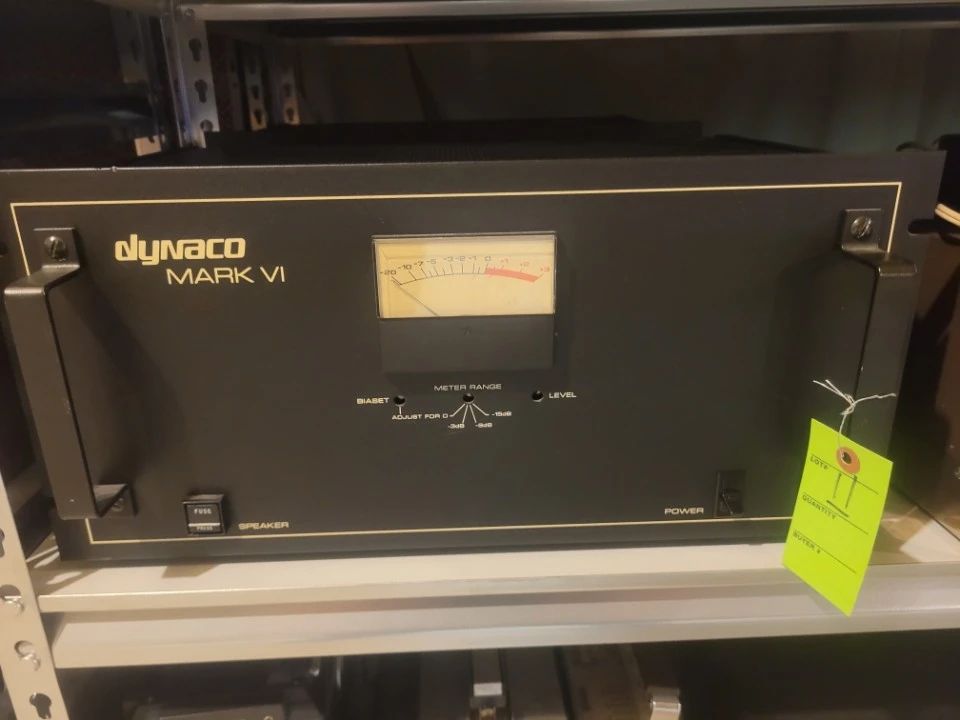 dynaco
MARK VI
-20 -10 -7 -5 -3 -2 -1 0 +1 +2 +3
METER RANGE
BIASET
LEVEL
ADJUST FOR 0
-15dB
-3dB -9dB
FUSE
PRESS
SPEAKER
POWER
LOT#
11
QUANTITY
BUYER #